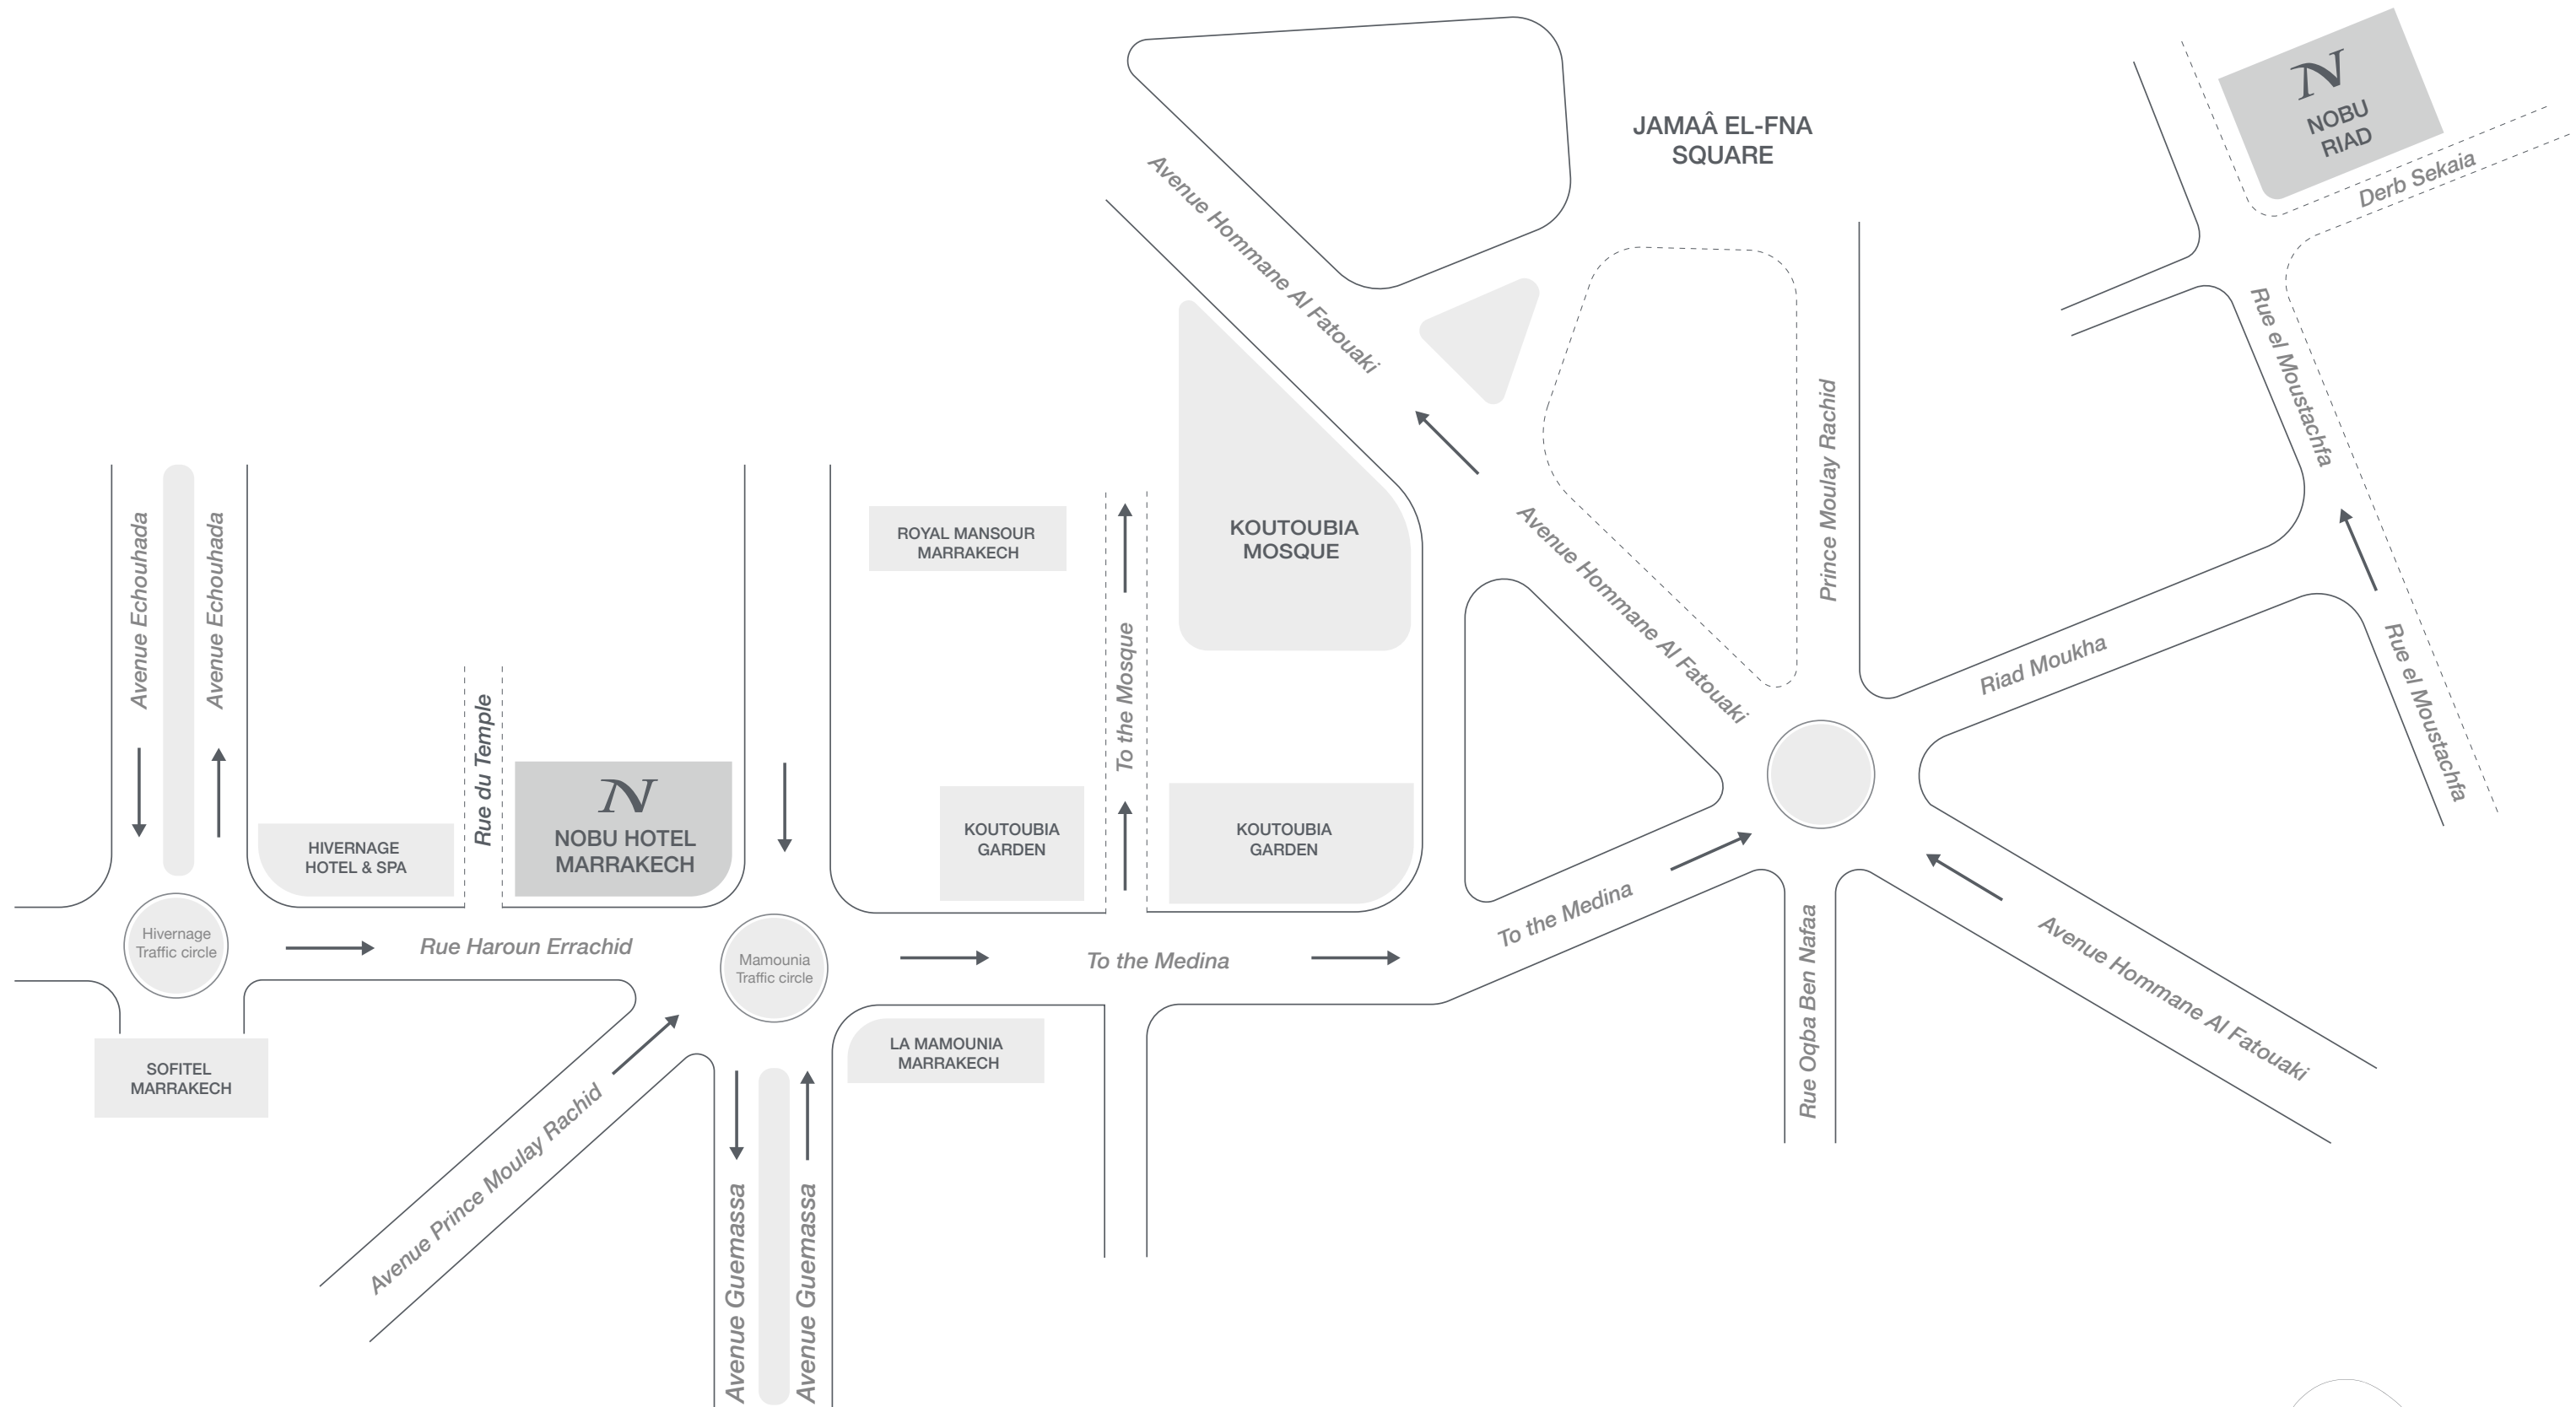 JAMAÂ EL-FNA
SQUARE
N
NOBU
RIAD
Derb Sekaia
Avenue Hommane Al Fatouaki
Rue el Moustachfa
Prince Moulay Rachid
Avenue Echouhada
Avenue Echouhada
ROYAL MANSOUR
MARRAKECH
KOUTOUBIA
MOSQUE
Avenue Hommane Al Fatouaki
To the Mosque
Riad Moukha
Rue el Moustachfa
Rue du Temple
N
NOBU HOTEL
MARRAKECH
HIVERNAGE
HOTEL & SPA
KOUTOUBIA
GARDEN
KOUTOUBIA
GARDEN
Hivernage
Traffic circle
Rue Haroun Errachid
Mamounia
Traffic circle
To the Medina
To the Medina
Rue Oqba Ben Nafaa
Avenue Hommane Al Fatouaki
SOFITEL
MARRAKECH
LA MAMOUNIA
MARRAKECH
Avenue Prince Moulay Rachid
Avenue Guemassa
Avenue Guemassa